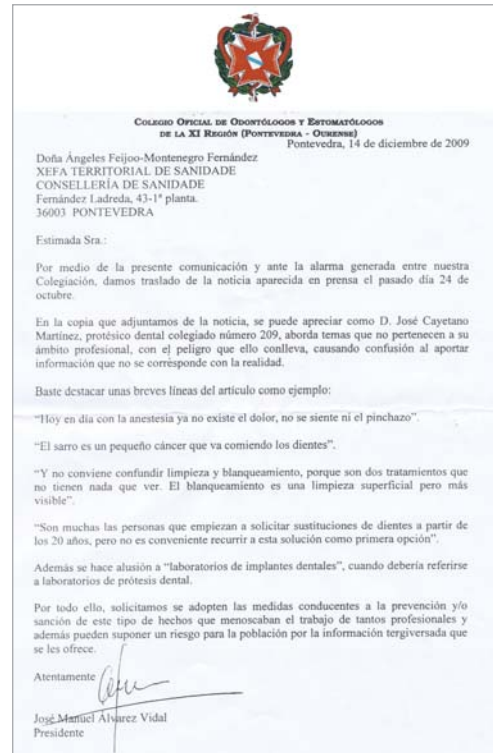 COLEGIO OFICIAL DE ODONTÓLOGOS Y ESTOMATÓLOGOS
DE LA XI REGIÓN (PONTEVEDRA - OURENSE)
Pontevedra, 14 de diciembre de 2009
Doña Ángeles Feijoo-Montenegro Fernández
XEFA TERRITORIAL DE SANIDADE
CONSELLERÍA DE SANIDADE
Fernández Ladreda, 43-1ª planta.
36003 PONTEVEDRA
Estimada Sra.:
Por medio de la presente comunicación y ante la alarma generada entre nuestra
Colegiación, damos traslado de la noticia aparecida en prensa el pasado día 24 de
octubre.
En la copia que adjuntamos de la noticia, se puede apreciar como D. José Cayetano
Martínez, protésico dental colegiado número 209, aborda temas que no pertenecen a su
ámbito profesional, con el peligro que ello conlleva, causando confusión al aportar
información que no se corresponde con la realidad.
Baste destacar unas breves líneas del artículo como ejemplo:
“Hoy en día con la anestesia ya no existe el dolor, no se siente ni el pinchazo”.
“El sarro es un pequeño cáncer que va comiendo los dientes”.
“Y no conviene confundir limpieza y blanqueamiento, porque son dos tratamientos que
no tienen nada que ver. El blanqueamiento es una limpieza superficial pero más
visible”.
“Son muchas las personas que empiezan a solicitar sustituciones de dientes a partir de
los 20 años, pero no es conveniente recurrir a esta solución como primera opción”.
Además se hace alusión a “laboratorios de implantes dentales”, cuando debería referirse
a laboratorios de prótesis dental.
Por todo ello, solicitamos se adopten las medidas conducentes a la prevención y/o
sanción de este tipo de hechos que menoscaban el trabajo de tantos profesionales y
además pueden suponer un riesgo para la población por la información tergiversada que
se les ofrece.
Atentamente
José Manuel Álvarez Vidal
Presidente